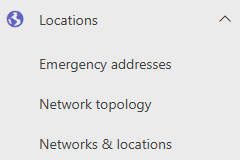 Locations
Emergency addresses
Network topology
Networks & locations